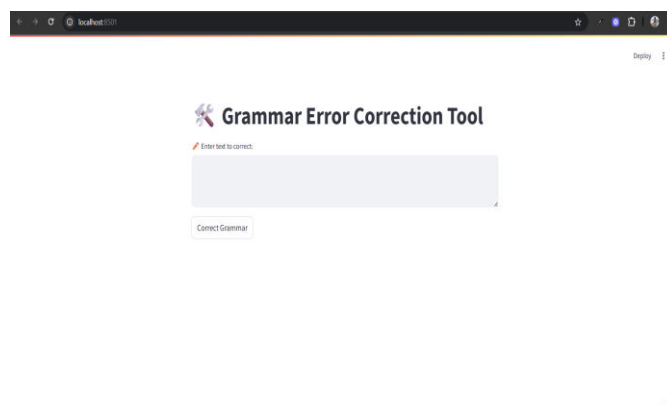 localhost:8501
Deploy
🛠️ Grammar Error Correction Tool
✏️ Enter text to correct:
Correct Grammar